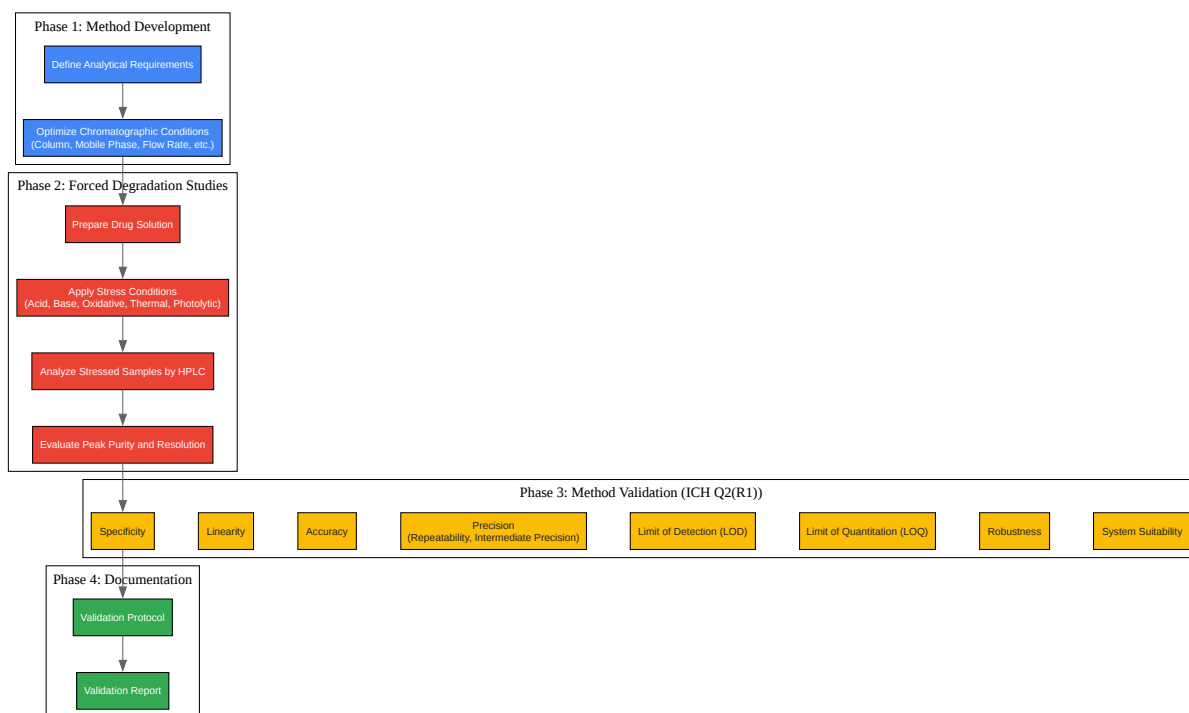 Phase 1: Method Development
Define Analytical Requirements
Optimize Chromatographic Conditions
(Column, Mobile Phase, Flow Rate, etc.)
Phase 2: Forced Degradation Studies
Prepare Drug Solution
Apply Stress Conditions
(Acid, Base, Oxidative, Thermal, Photolytic)
Analyze Stressed Samples by HPLC
Evaluate Peak Purity and Resolution
Phase 3: Method Validation (ICH Q2(R1))
Specificity
Linearity
Accuracy
Precision
(Repeatability, Intermediate Precision)
Limit of Detection (LOD)
Limit of Quantitation (LOQ)
Robustness
System Suitability
Phase 4: Documentation
Validation Protocol
Validation Report